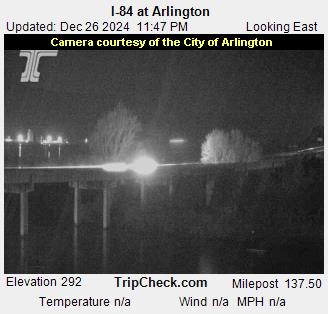 I-84 at Arlington
Updated: Dec 26 2024 11:47 PM Looking East
Camera courtesy of the City of Arlington
Elevation 292 TripCheck.com Milepost 137.50
Temperature n/a Wind n/a MPH n/a